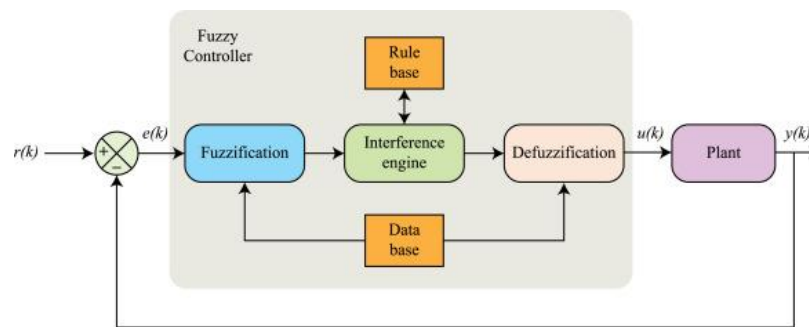 Fuzzy
Controller
Rule
base
r(k)
+
−
e(k)
Fuzzification
Interference
engine
Defuzzification
u(k)
Plant
y(k)
Data
base